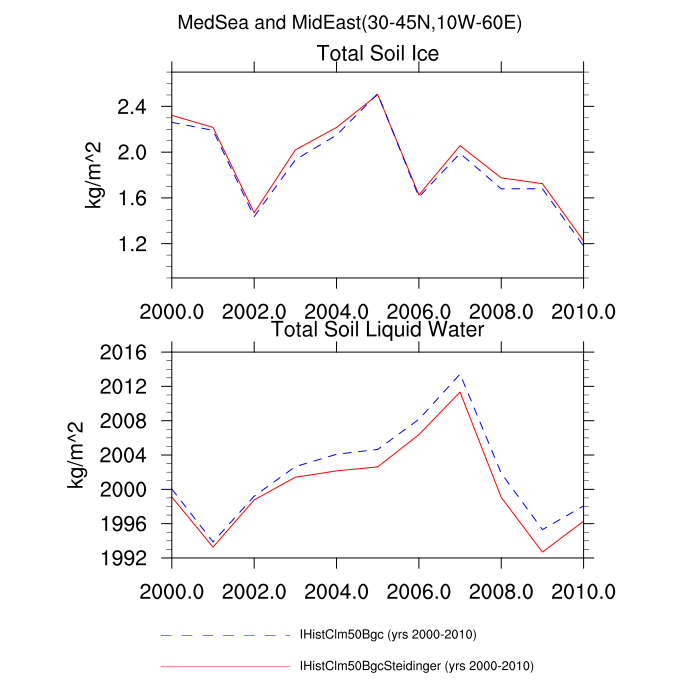 MedSea and MidEast(30-45N,10W-60E)
Total Soil Ice
2.4
2.0
1.6
1.2
kg/m^2
2000.0 2002.0 2004.0 2006.0 2008.0 2010.0
Total Soil Liquid Water
2016
2012
2008
2004
2000
1996
1992
kg/m^2
2000.0 2002.0 2004.0 2006.0 2008.0 2010.0
IHistClm50Bgc (yrs 2000-2010)
IHistClm50BgcSteidinger (yrs 2000-2010)